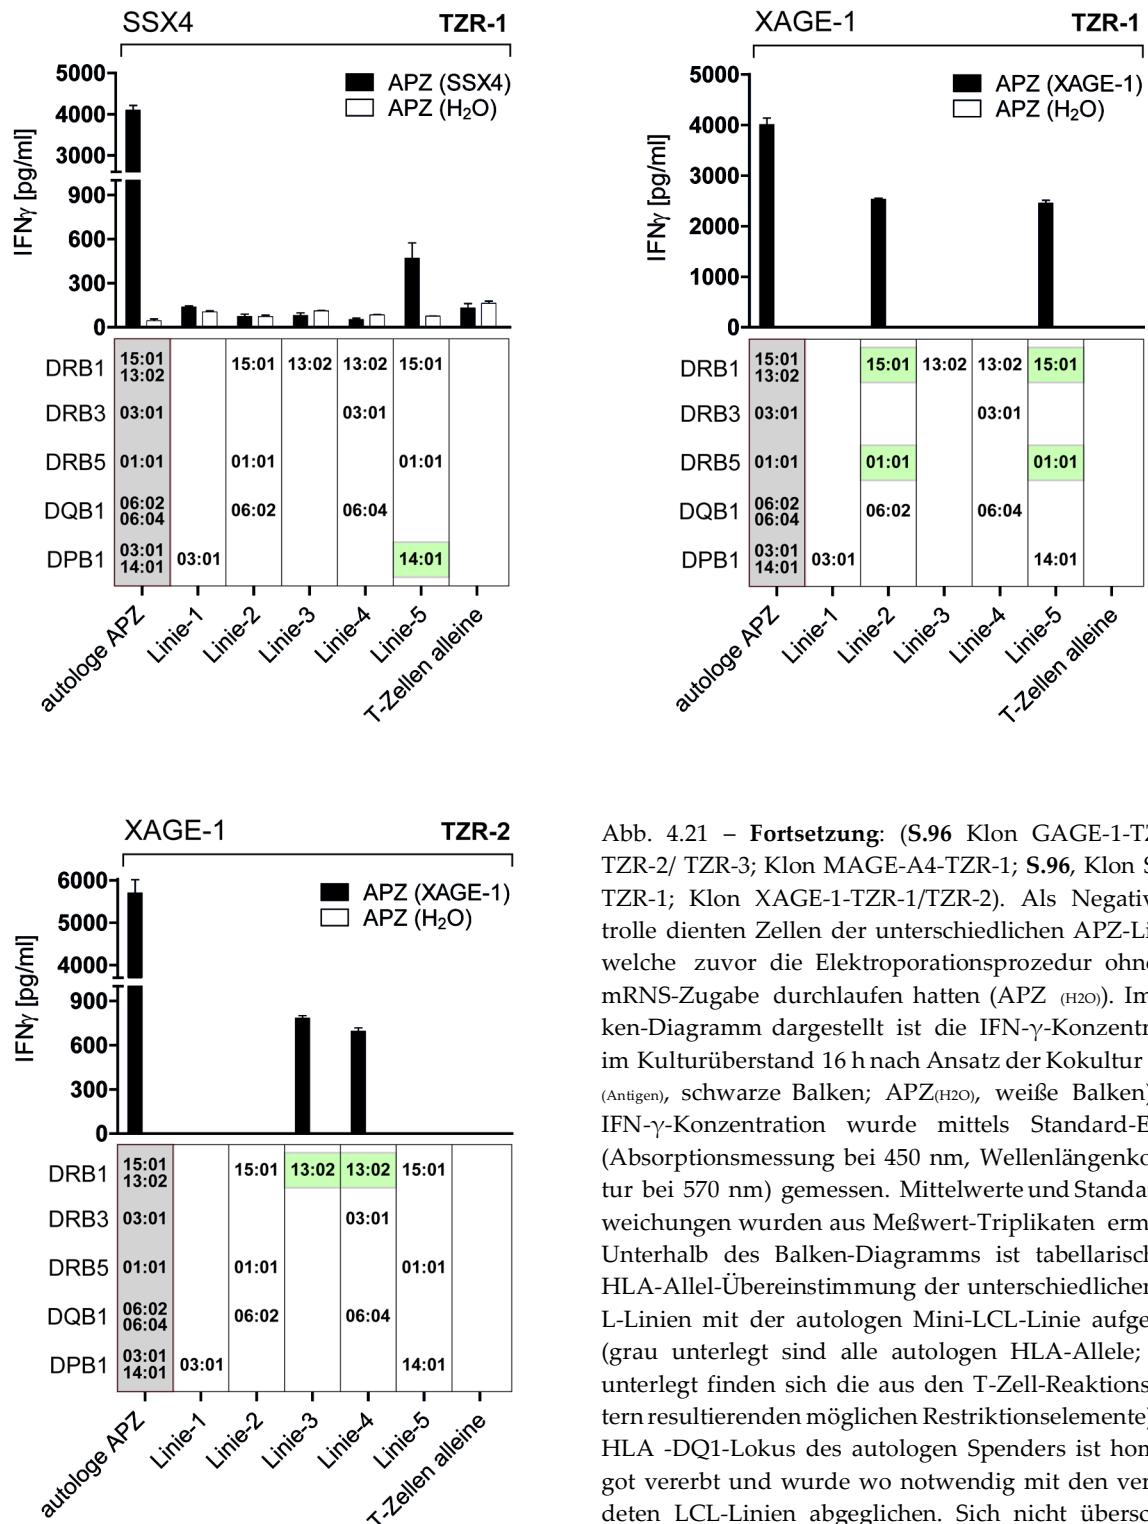 SSX4 TZR-1
APZ (SSX4)
APZ (H₂O)
IFNγ [pg/ml]
5000
4000
3000
900
600
300
0
DRB1 15:01 13:02 15:01 13:02 13:02 15:01
DRB3 03:01 03:01
DRB5 01:01 01:01 01:01
DQB1 06:02 06:04 06:02 06:04
DPB1 03:01 14:01 03:01 14:01
autologe APZ Linie-1 Linie-2 Linie-3 Linie-4 Linie-5 T-Zellen alleine
XAGE-1 TZR-1
APZ (XAGE-1)
APZ (H₂O)
IFNγ [pg/ml]
5000
4000
3000
2000
1000
0
DRB1 15:01 13:02 15:01 13:02 13:02 15:01
DRB3 03:01 03:01
DRB5 01:01 01:01 01:01
DQB1 06:02 06:04 06:02 06:04
DPB1 03:01 14:01 03:01 14:01
autologe APZ Linie-1 Linie-2 Linie-3 Linie-4 Linie-5 T-Zellen alleine
XAGE-1 TZR-2
APZ (XAGE-1)
APZ (H₂O)
IFNγ [pg/ml]
6000
5000
4000
900
600
300
0
DRB1 15:01 13:02 15:01 13:02 13:02 15:01
DRB3 03:01 03:01
DRB5 01:01 01:01 01:01
DQB1 06:02 06:04 06:02 06:04
DPB1 03:01 14:01 03:01 14:01
autologe APZ Linie-1 Linie-2 Linie-3 Linie-4 Linie-5 T-Zellen alleine
Abb. 4.21 – Fortsetzung: (S.96 Klon GAGE-1-TZ
TZR-2/ TZR-3; Klon MAGE-A4-TZR-1; S.96, Klon S
TZR-1; Klon XAGE-1-TZR-1/TZR-2). Als Negativ
trolle dienten Zellen der unterschiedlichen APZ-Li
welche zuvor die Elektroporationsprozedur ohne
mRNS-Zugabe durchlaufen hatten (APZ (H2O)). Im
ken-Diagramm dargestellt ist die IFN-γ-Konzentr
im Kulturüberstand 16 h nach Ansatz der Kokultur
(Antigen), schwarze Balken; APZ(H2O), weiße Balken)
IFN-γ-Konzentration wurde mittels Standard-E
(Absorptionsmessung bei 450 nm, Wellenlängenko
tur bei 570 nm) gemessen. Mittelwerte und Standa
weichungen wurden aus Meßwert-Triplikaten erm
Unterhalb des Balken-Diagramms ist tabellarisch
HLA-Allel-Übereinstimmung der unterschiedlichen
L-Linien mit der autologen Mini-LCL-Linie aufge
(grau unterlegt sind alle autologen HLA-Allele;
unterlegt finden sich die aus den T-Zell-Reaktions
tern resultierenden möglichen Restriktionselemente)
HLA -DQ1-Lokus des autologen Spenders ist hom
got vererbt und wurde wo notwendig mit den ver
deten LCL-Linien abgeglichen. Sich nicht übersc